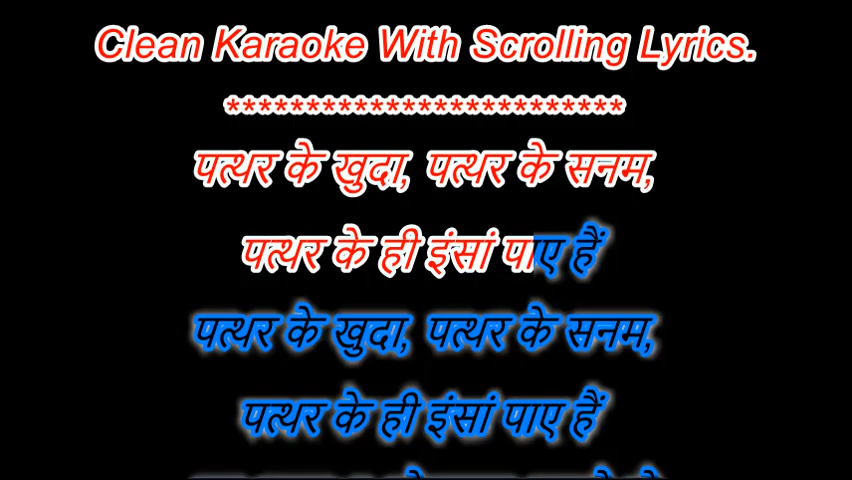 Clean Karaoke With Scrolling Lyrics.
*************************
पत्थर के खुदा, पत्थर के सनम,
पत्थर के ही इंसां पाए हैं
पत्थर के खुदा, पत्थर के सनम,
पत्थर के ही इंसां पाए हैं